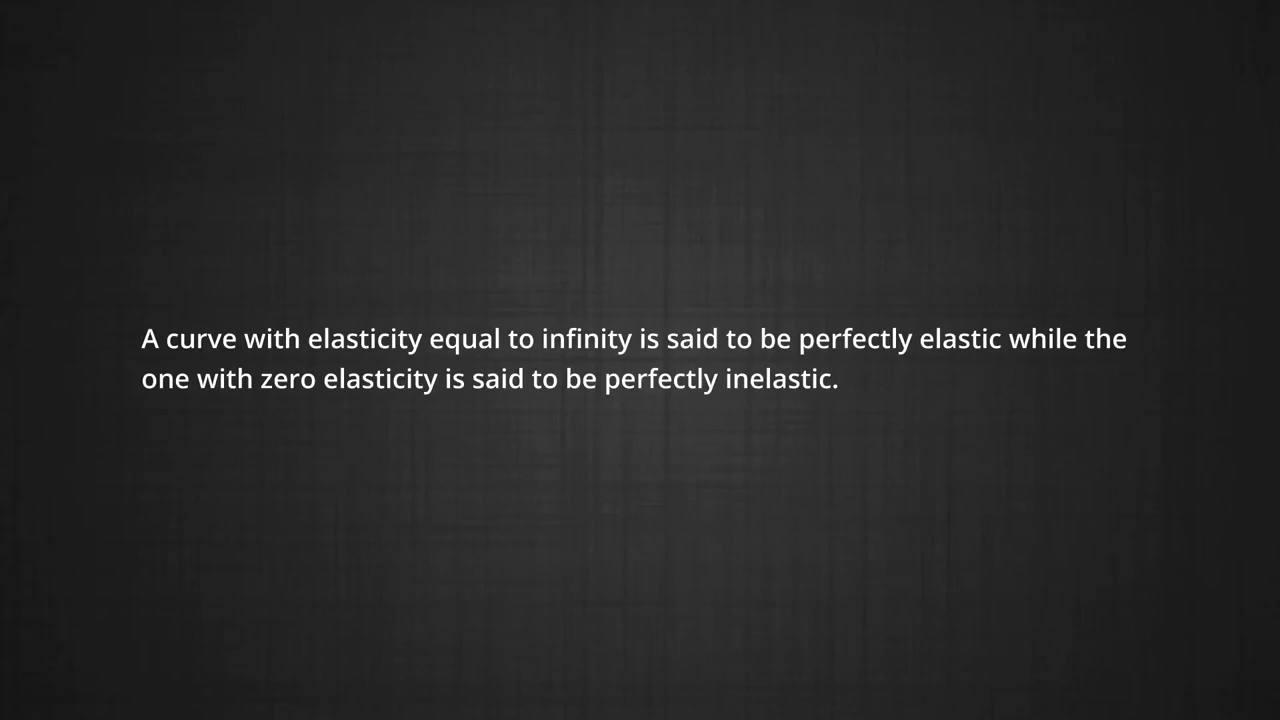 A curve with elasticity equal to infinity is said to be perfectly elastic while the
one with zero elasticity is said to be perfectly inelastic.